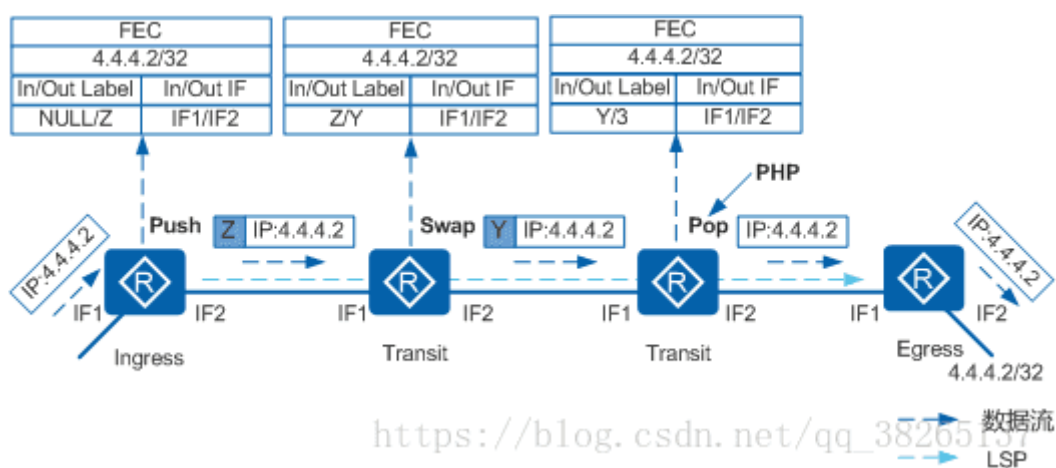 FEC FEC FEC
4.4.4.2/32 4.4.4.2/32 4.4.4.2/32
In/Out Label In/Out IF In/Out Label In/Out IF In/Out Label In/Out IF
NULL/Z IF1/IF2 Z/Y IF1/IF2 Y/3 IF1/IF2
PHP
IP:4.4.4.2 Push Z IP:4.4.4.2 Swap Y IP:4.4.4.2 Pop IP:4.4.4.2 IP:4.4.4.2
R R R R
IF1 IF2 IF1 IF2 IF1 IF2 IF1 IF2
Ingress Transit Transit Egress
4.4.4.2/32
数据流
https://blog.csdn.net/qq_38265137
LSP